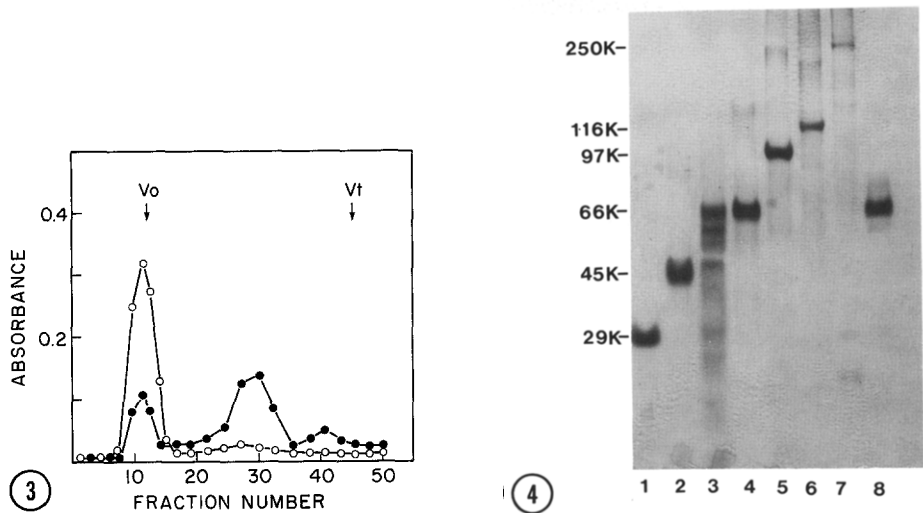 Vo
Vt
0.4
0.2
ABSORBANCE
10 20 30 40 50
FRACTION NUMBER
3
250K-
116K-
97K-
66K-
45K-
29K-
1 2 3 4 5 6 7 8
4